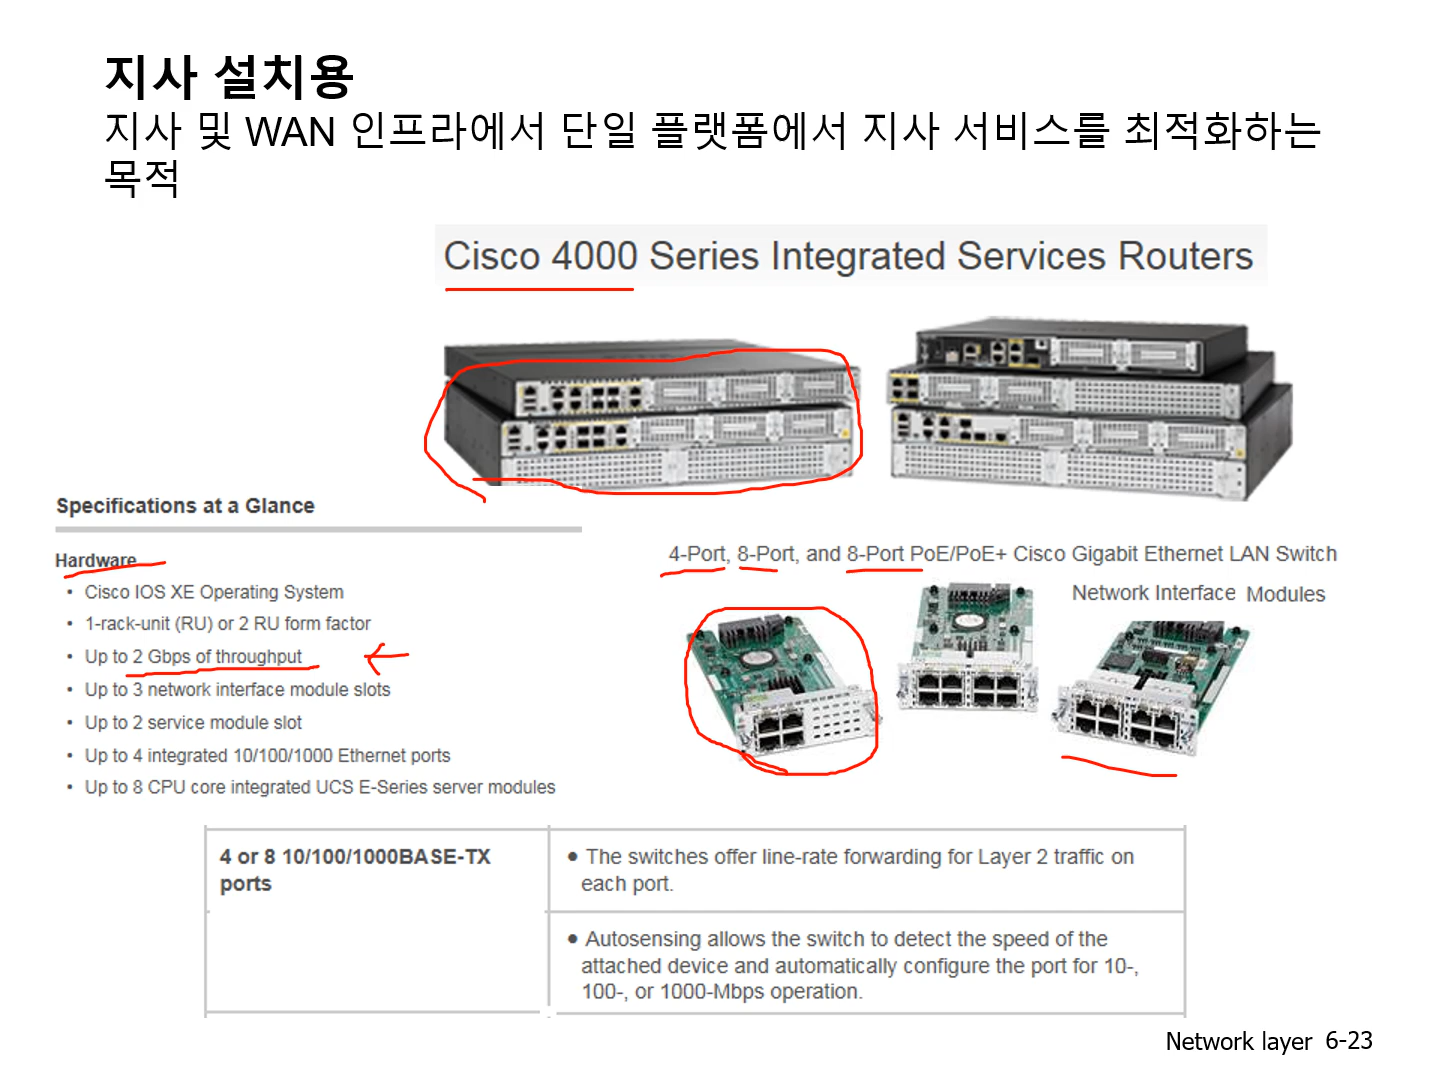 지사 설치용
지사 및 WAN 인프라에서 단일 플랫폼에서 지사 서비스를 최적화하는
목적
Cisco 4000 Series Integrated Services Routers
Specifications at a Glance
Hardware
• Cisco IOS XE Operating System
• 1-rack-unit (RU) or 2 RU form factor
• Up to 2 Gbps of throughput
• Up to 3 network interface module slots
• Up to 2 service module slot
• Up to 4 integrated 10/100/1000 Ethernet ports
• Up to 8 CPU core integrated UCS E-Series server modules
4-Port, 8-Port, and 8-Port PoE/PoE+ Cisco Gigabit Ethernet LAN Switch
Network Interface Modules
4 or 8 10/100/1000BASE-TX
ports
• The switches offer line-rate forwarding for Layer 2 traffic on
each port.
• Autosensing allows the switch to detect the speed of the
attached device and automatically configure the port for 10-,
100-, or 1000-Mbps operation.
Network layer 6-23